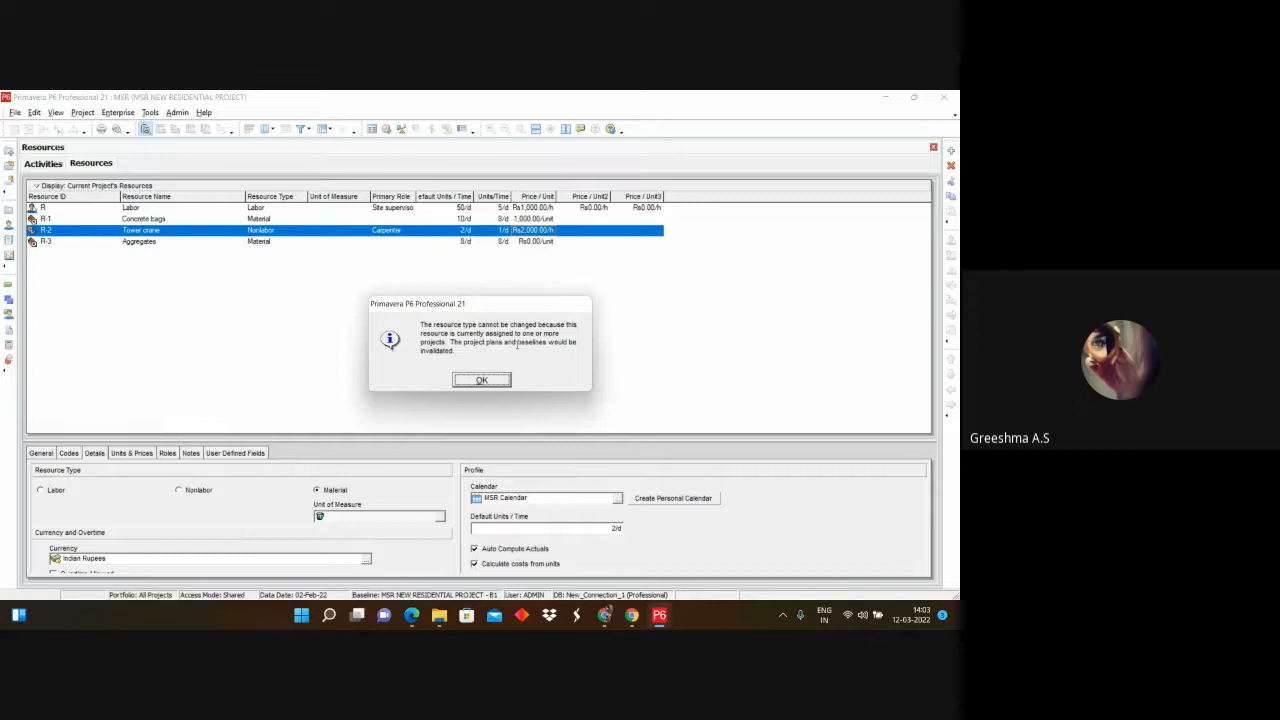 Primavera P6 Professional 21 : MSR (MSR NEW RESIDENTIAL PROJECT)
File Edit View Project Enterprise Tools Admin Help
Resources
Activities Resources
Display: Current Project's Resources
Resource ID Resource Name Resource Type Unit of Measure Primary Role efault Units / Time Units/Time Price / Unit Price / Unit2 Price / Unit3
R Labor Labor Site superviso 50/d 8/d Rs1,000.00/h Rs0.00/h Rs0.00/h
R-1 Concrete bags Material 10/d 8/d 1,000.00/unit
R-2 Tower crane Nonlabor Carpenter 2/d 1/d Rs2,000.00/h
R-3 Aggregates Material 8/d 8/d Rs0.00/unit
Primavera P6 Professional 21
The resource type cannot be changed because this
resource is currently assigned to one or more
projects. The project plans and baselines would be
invalidated.
OK
Greeshma A.S
General Codes Details Units & Prices Roles Notes User Defined Fields
Resource Type
Labor Nonlabor Material
Unit of Measure
Currency and Overtime
Currency
Indian Rupees
Profile
Calendar
MSR Calendar Create Personal Calendar
Default Units / Time
2/d
Auto Compute Actuals
Calculate costs from units
Portfolio: All Projects Access Mode: Shared Data Date: 02-Feb-22 Baseline: MSR NEW RESIDENTIAL PROJECT - B1 User: ADMIN DB: New_Connection_1 (Professional)
P6
ENG
IN
14:03
12-03-2022
3